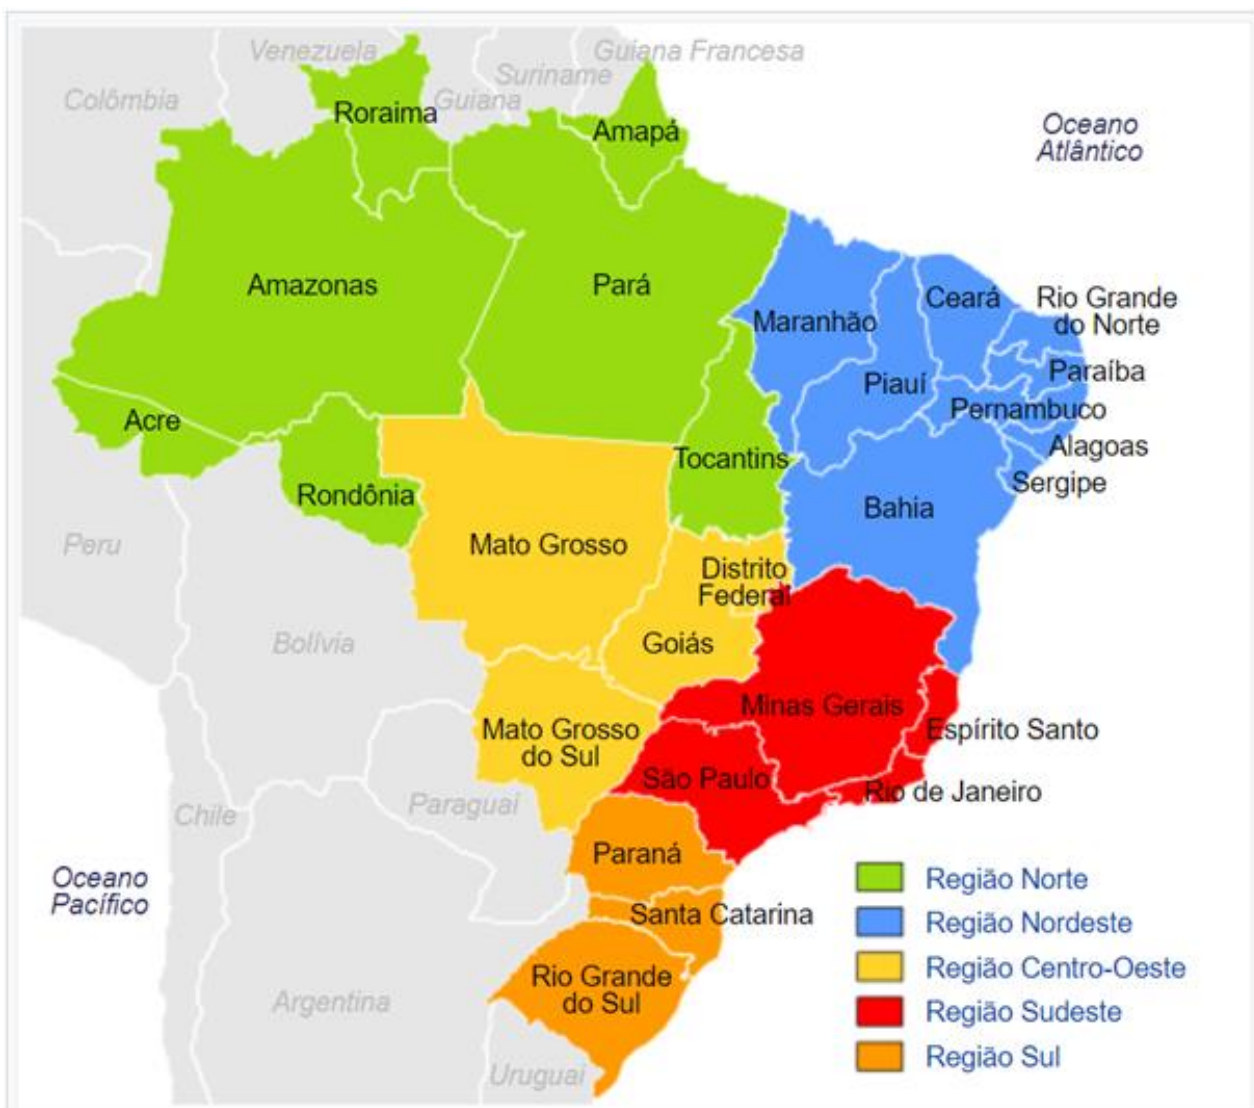 Venezuela
Guiana Francesa
Suriname
Colômbia
Guiana
Roraima
Amapá
Oceano
Atlântico
Amazonas
Pará
Ceará
Rio Grande
do Norte
Maranhão
Piauí
Paraíba
Pernambuco
Acre
Alagoas
Tocantins
Sergipe
Rondônia
Bahia
Peru
Mato Grosso
Distrito
Federal
Bolívia
Goiás
Minas Gerais
Mato Grosso
do Sul
Espírito Santo
São Paulo
Rio de Janeiro
Paraguai
Chile
Paraná
Oceano
Pacífico
Região Norte
Santa Catarina
Região Nordeste
Rio Grande
do Sul
Região Centro-Oeste
Argentina
Região Sudeste
Uruguai
Região Sul